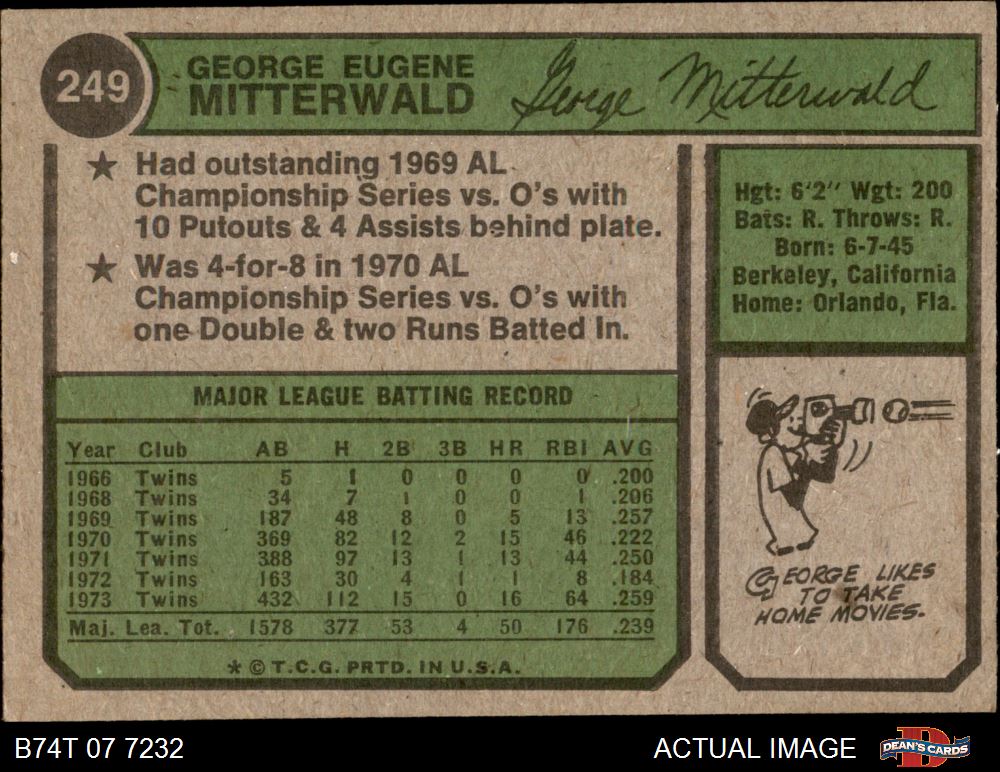 249
GEORGE EUGENE
MITTERWALD
George Mitterwald
★ Had outstanding 1969 AL
Championship Series vs. O's with
10 Putouts & 4 Assists behind plate.
★ Was 4-for-8 in 1970 AL
Championship Series vs. O's with
one Double & two Runs Batted In.
Hgt: 6'2" Wgt: 200
Bats: R. Throws: R.
Born: 6-7-45
Berkeley, California
Home: Orlando, Fla.
MAJOR LEAGUE BATTING RECORD
Year Club AB H 2B 3B HR RBI AVG
1966 Twins 5 1 0 0 0 0 .200
1968 Twins 34 7 1 0 0 1 .206
1969 Twins 187 48 8 0 5 13 .257
1970 Twins 369 82 12 2 15 46 .222
1971 Twins 388 97 13 1 13 44 .250
1972 Twins 163 30 4 1 1 8 .184
1973 Twins 432 112 15 0 16 64 .259
Maj. Lea. Tot. 1578 377 53 4 50 176 .239
* © T.C.G. PRTD. IN U.S.A.
GEORGE LIKES
TO TAKE
HOME MOVIES.
B74T 07 7232
ACTUAL IMAGE
DEAN'S CARDS